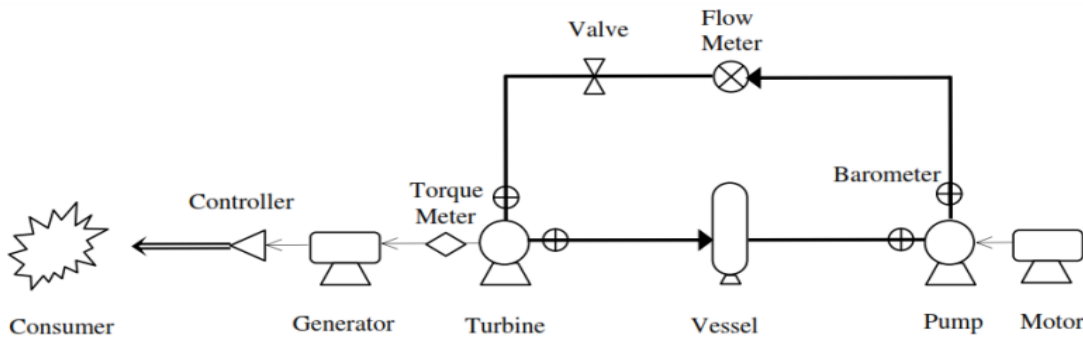 Valve
Flow
Meter
Barometer
Torque
Meter
Controller
Consumer
Generator
Turbine
Vessel
Pump
Motor